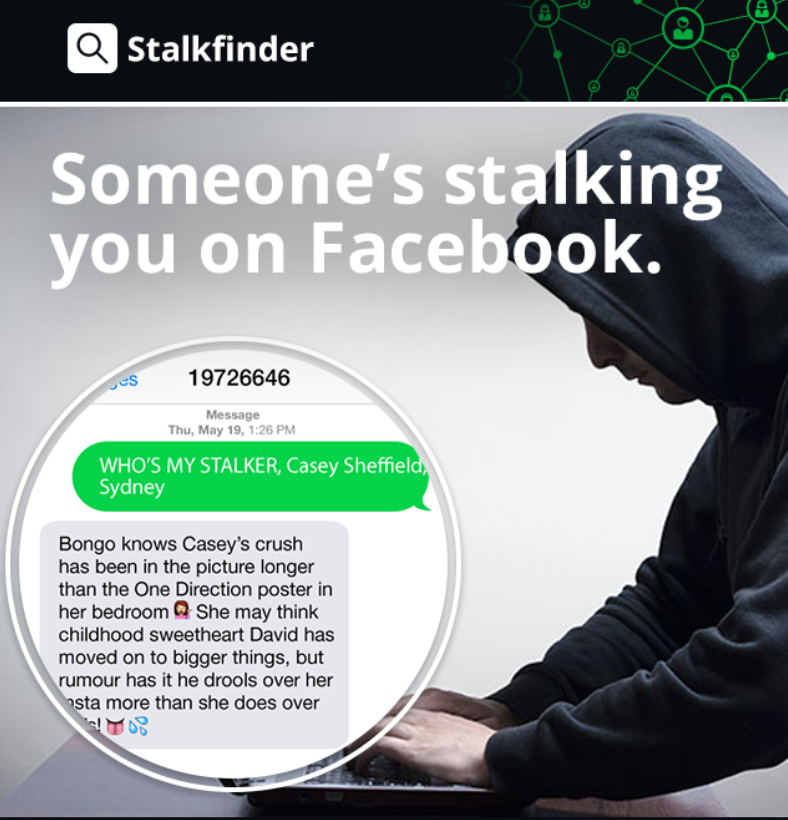 Stalkfinder
Someone's stalking
you on Facebook.
19726646
Message
Thu, May 19, 1:26 PM
WHO'S MY STALKER, Casey Sheffield,
Sydney
Bongo knows Casey's crush
has been in the picture longer
than the One Direction poster in
her bedroom 💁 She may think
childhood sweetheart David has
moved on to bigger things, but
rumour has it he drools over her
insta more than she does over
👅💦